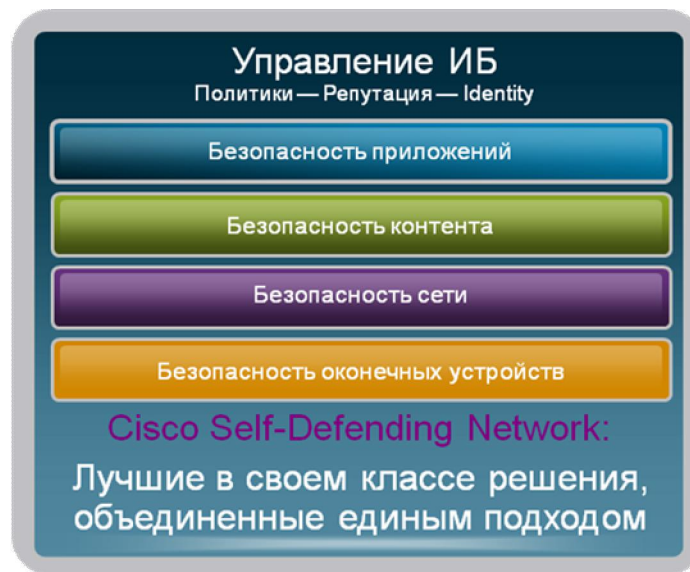 Управление ИБ
Политики — Репутация — Identity
Безопасность приложений
Безопасность контента
Безопасность сети
Безопасность оконечных устройств
Cisco Self-Defending Network:
Лучшие в своем классе решения,
объединенные единым подходом